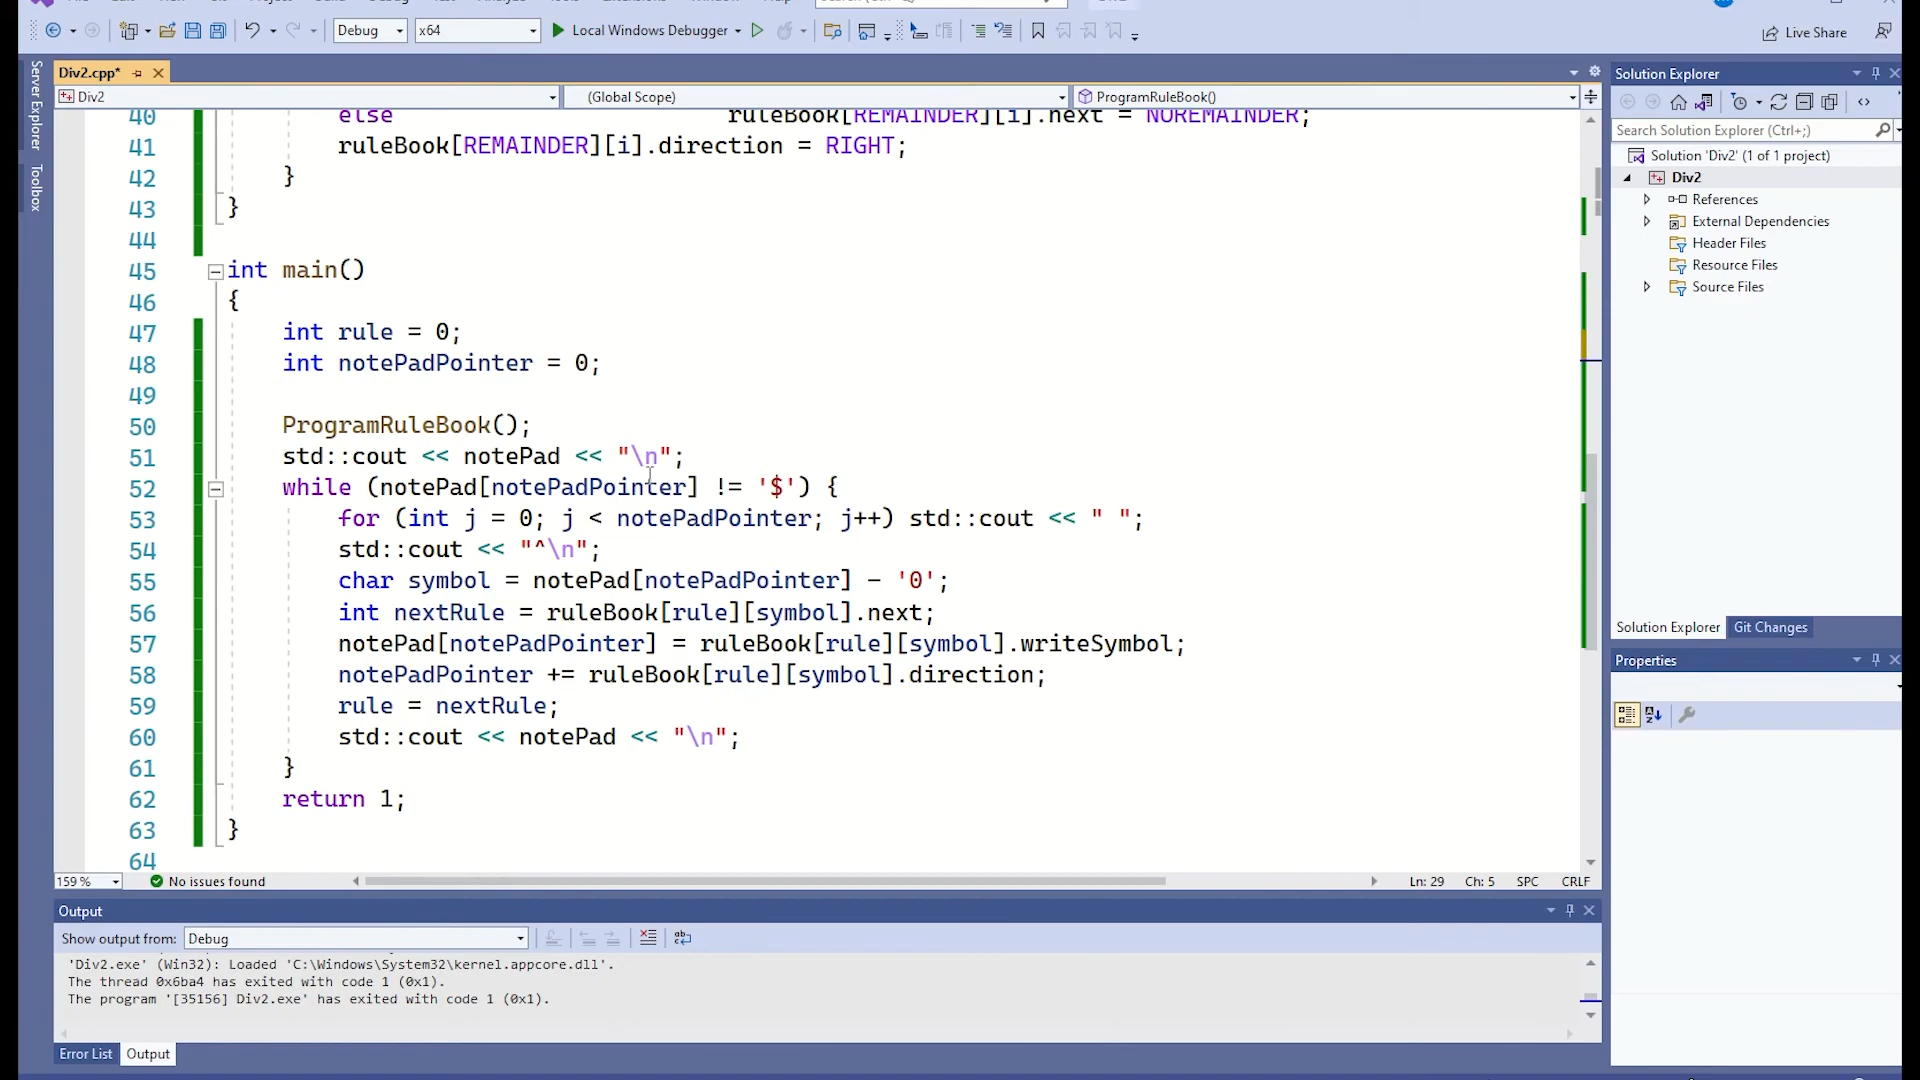 Debug x64 Local Windows Debugger Live Share
Server Explorer
Toolbox
Div2.cpp*
Div2 (Global Scope) ProgramRuleBook()
40 else ruleBook[REMAINDER][i].next = NOREMAINDER;
41 ruleBook[REMAINDER][i].direction = RIGHT;
42 }
43 }
44
45 int main()
46 {
47 int rule = 0;
48 int notePadPointer = 0;
49
50 ProgramRuleBook();
51 std::cout << notePad << "\n";
52 while (notePad[notePadPointer] != '$') {
53 for (int j = 0; j < notePadPointer; j++) std::cout << " ";
54 std::cout << "^\n";
55 char symbol = notePad[notePadPointer] - '0';
56 int nextRule = ruleBook[rule][symbol].next;
57 notePad[notePadPointer] = ruleBook[rule][symbol].writeSymbol;
58 notePadPointer += ruleBook[rule][symbol].direction;
59 rule = nextRule;
60 std::cout << notePad << "\n";
61 }
62 return 1;
63 }
64
159 % No issues found Ln: 29 Ch: 5 SPC CRLF
Output
Show output from: Debug
'Div2.exe' (Win32): Loaded 'C:\Windows\System32\kernel.appcore.dll'.
The thread 0x6ba4 has exited with code 1 (0x1).
The program '[35156] Div2.exe' has exited with code 1 (0x1).
Error List Output
Solution Explorer
Search Solution Explorer (Ctrl+;)
Solution 'Div2' (1 of 1 project)
Div2
References
External Dependencies
Header Files
Resource Files
Source Files
Solution Explorer Git Changes
Properties